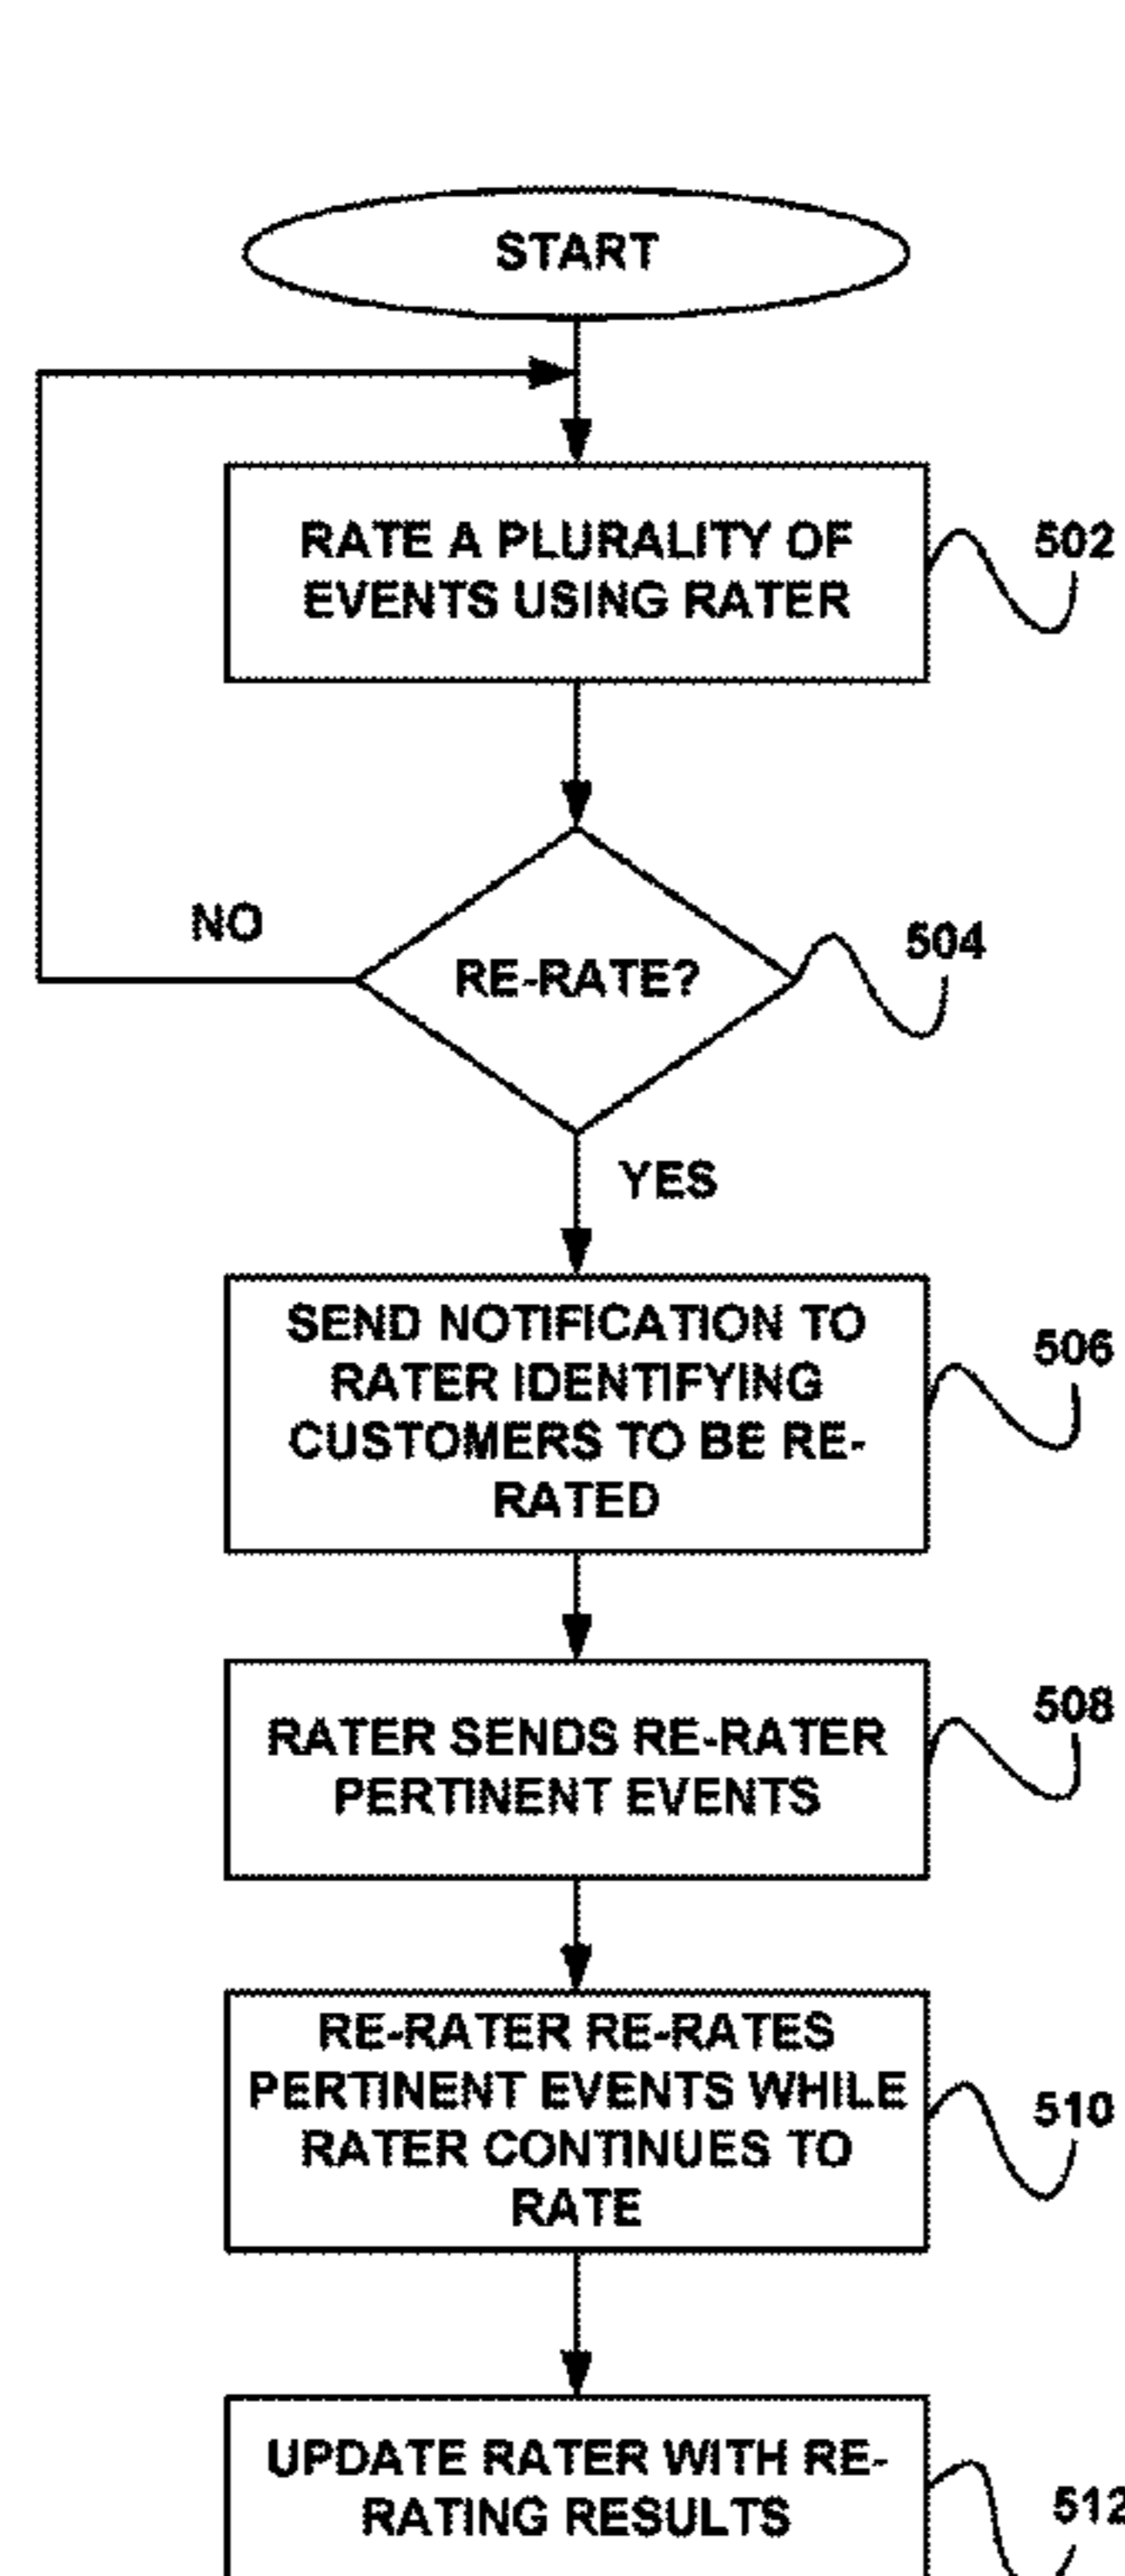 START
RATE A PLURALITY OF
EVENTS USING RATER
502
NO
RE-RATE?
504
YES
SEND NOTIFICATION TO
RATER IDENTIFYING
CUSTOMERS TO BE RE-
RATED
506
RATER SENDS RE-RATER
PERTINENT EVENTS
508
RE-RATER RE-RATES
PERTINENT EVENTS WHILE
RATER CONTINUES TO
RATE
510
UPDATE RATER WITH RE-
RATING RESULTS
512